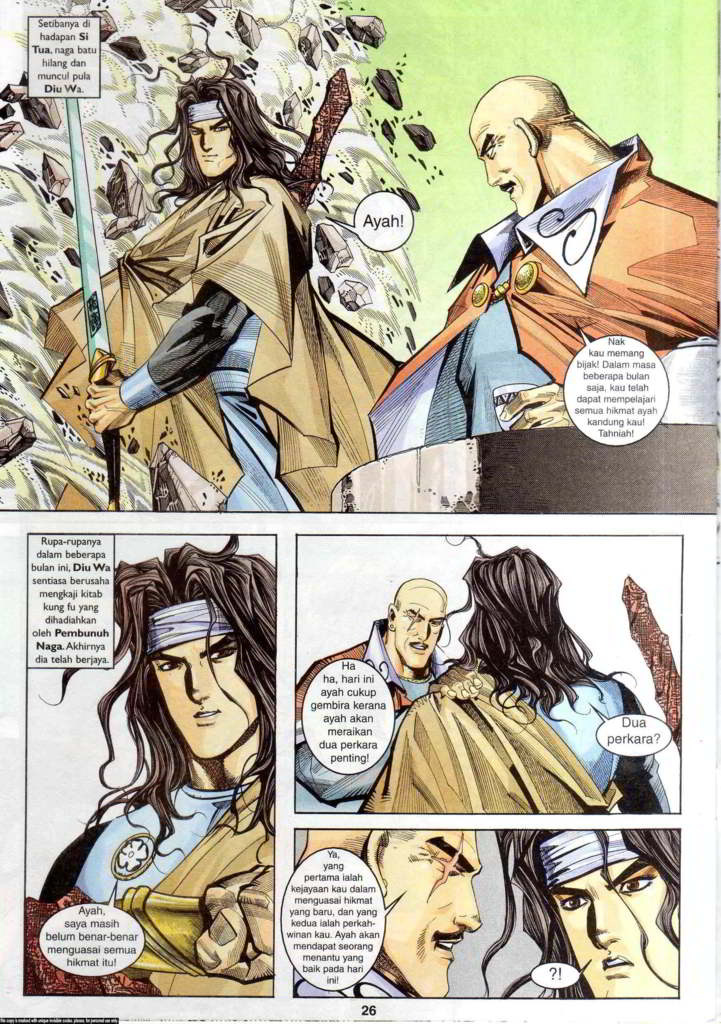 Setibanya di
hadapan Si
Tua, naga batu
hilang dan
muncul pula
Diu Wa.
Ayah!
Nak
kau memang
bijak! Dalam masa
beberapa bulan
saja, kau telah
dapat mempelajari
semua hikmat ayah
kandung kau!
Tahniah!
Rupa-rupanya
dalam beberapa
bulan ini, Diu Wa
sentiasa berusaha
mengkaji kitab
kung fu yang
dihadiahkan
oleh Pembunuh
Naga. Akhirnya
dia telah berjaya.
Ayah,
saya masih
belum benar-benar
menguasai semua
hikmat itu!
Ha
ha, hari ini
ayah cukup
gembira kerana
ayah akan
meraikan
dua perkara
penting!
Dua
perkara?
Ya,
yang
pertama ialah
kejayaan kau dalam
menguasai hikmat
yang baru, dan yang
kedua ialah perkah-
winan kau. Ayah akan
mendapat seorang
menantu yang
baik pada hari
ini!
?!
26